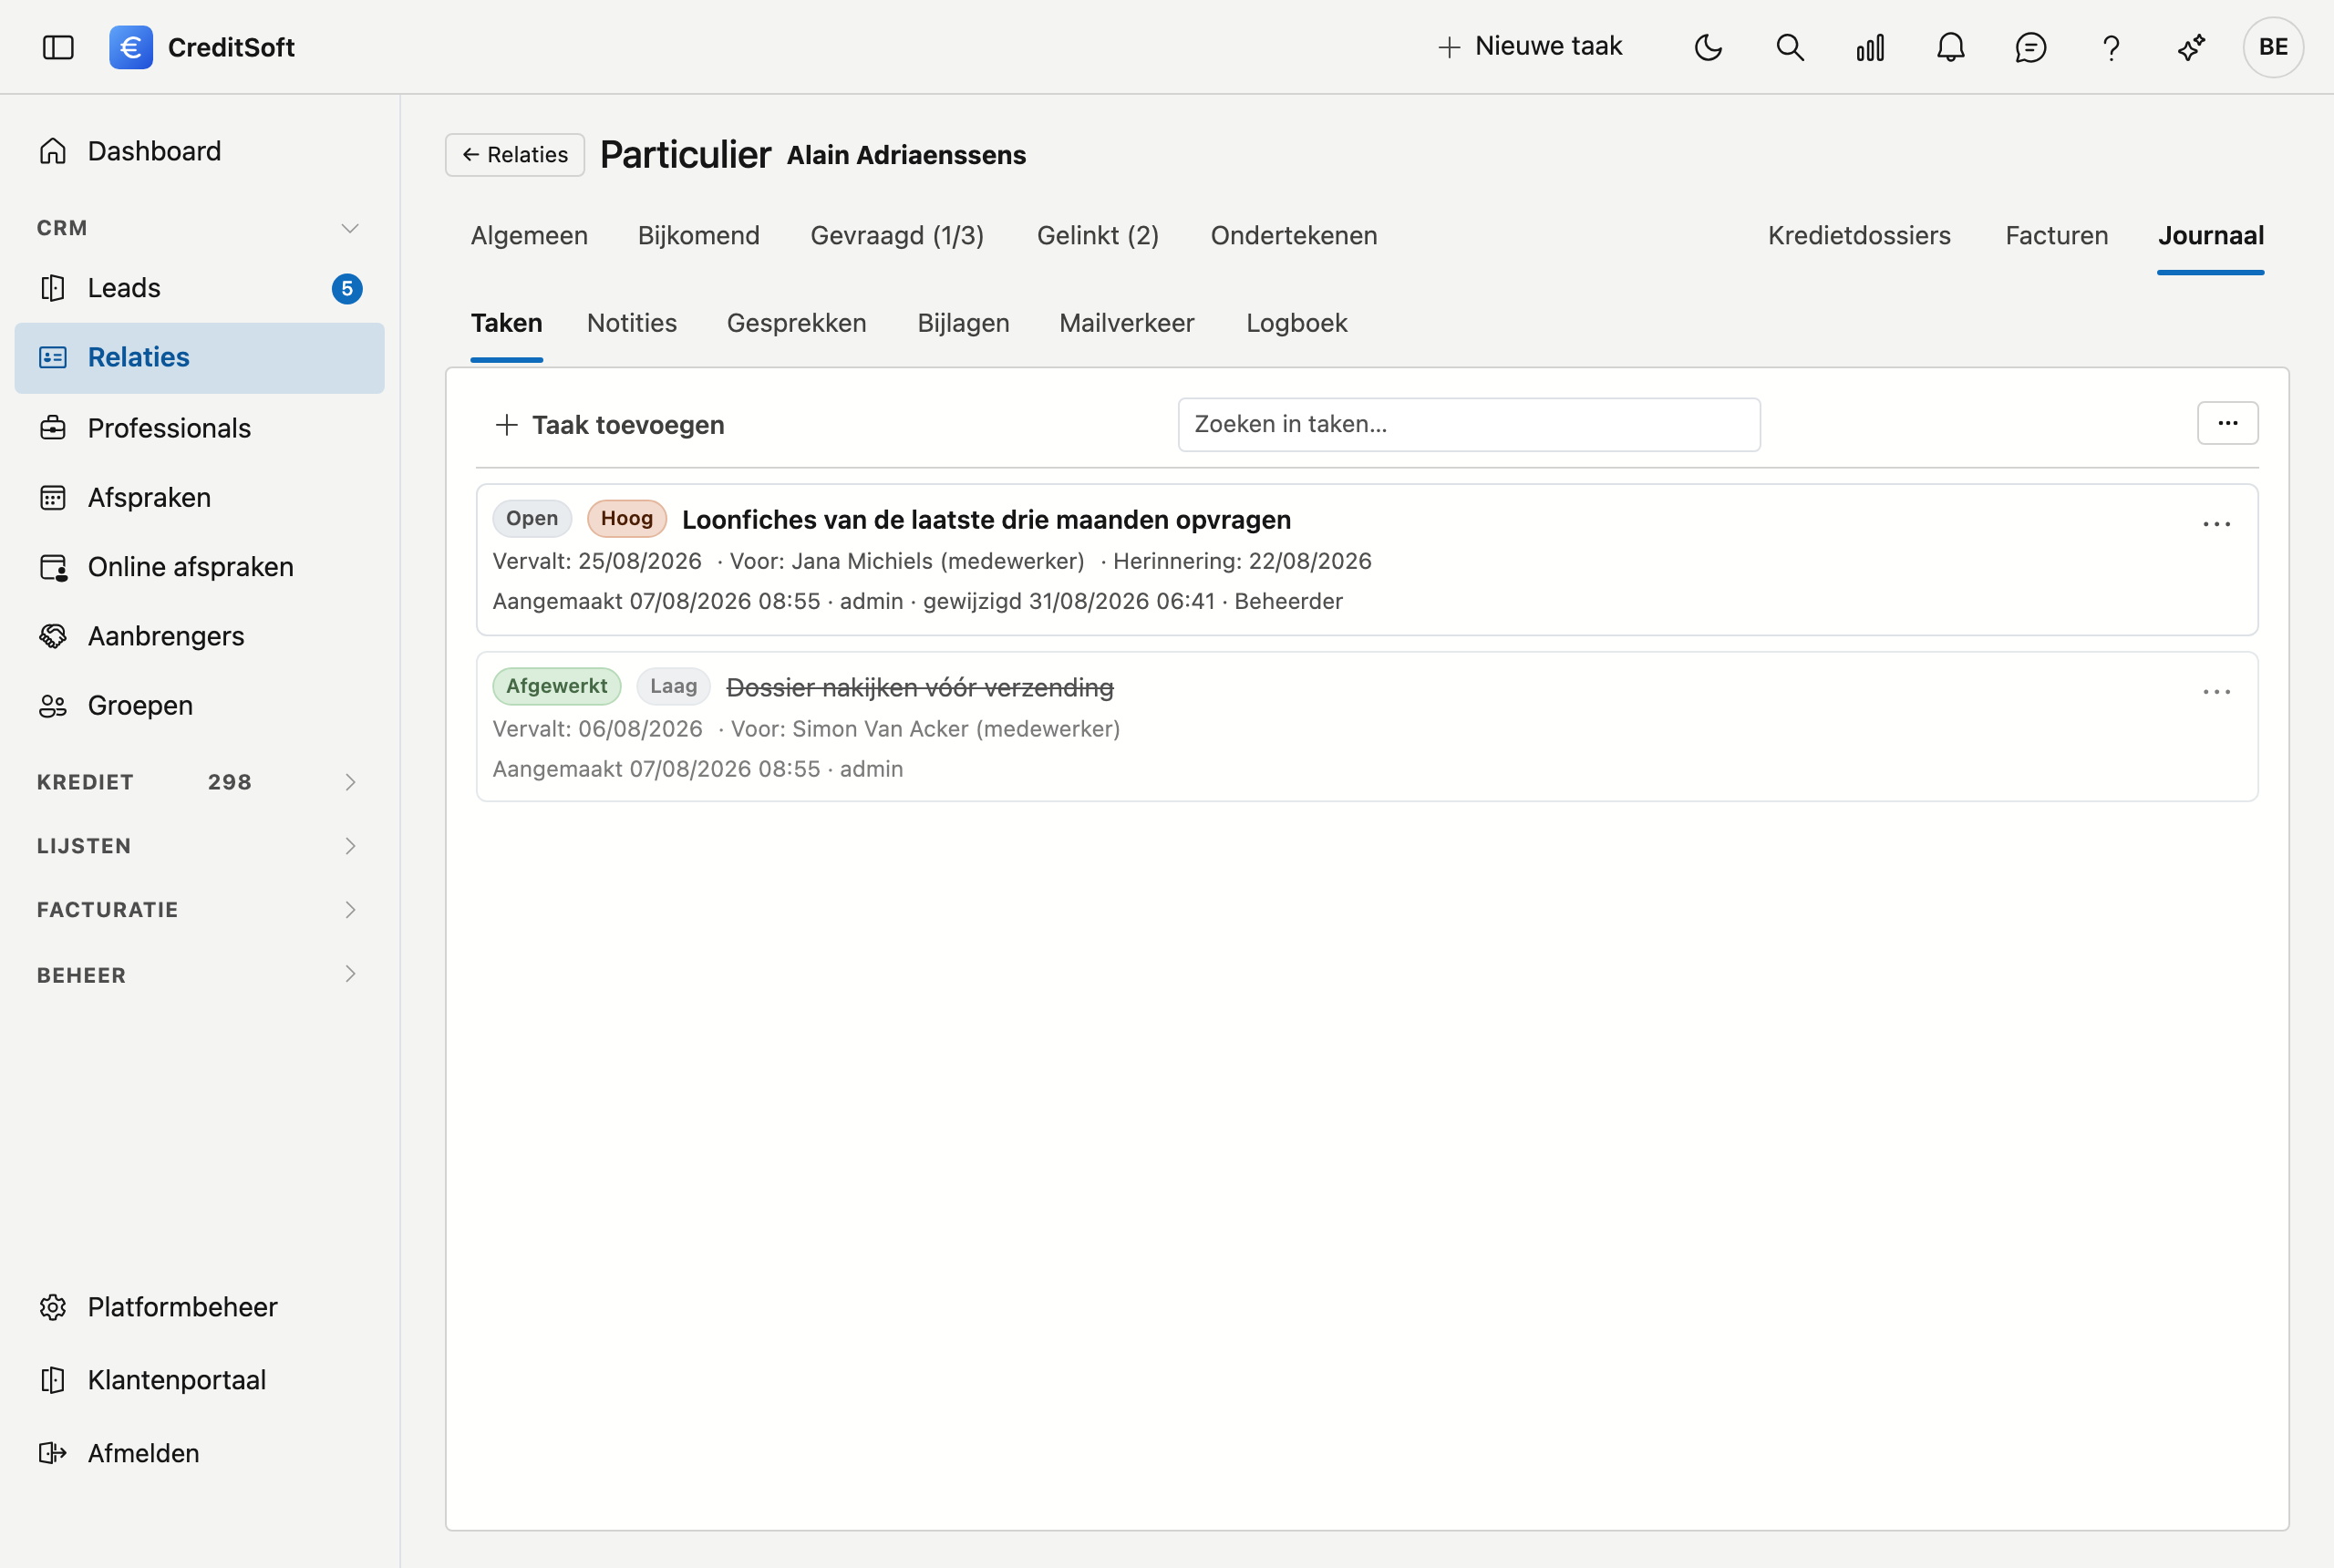 CreditSoft
Nieuwe taak
BE
Dashboard
CRM
Leads 5
Relaties
Professionals
Afspraken
Online afspraken
Aanbrengers
Groepen
KREDIET 298
LIJSTEN
FACTURATIE
BEHEER
Platformbeheer
Klantenportaal
Afmelden
← Relaties Particulier Alain Adriaenssens
Algemeen Bijkomend Gevraagd (1/3) Gelinkt (2) Ondertekenen Kredietdossiers Facturen Journaal
Taken Notities Gesprekken Bijlagen Mailverkeer Logboek
Taak toevoegen Zoeken in taken...
Open Hoog Loonfiches van de laatste drie maanden opvragen
Vervalt: 25/08/2026 · Voor: Jana Michiels (medewerker) · Herinnering: 22/08/2026
Aangemaakt 07/08/2026 08:55 · admin · gewijzigd 31/08/2026 06:41 · Beheerder
Afgewerkt Laag Dossier nakijken vóór verzending
Vervalt: 06/08/2026 · Voor: Simon Van Acker (medewerker)
Aangemaakt 07/08/2026 08:55 · admin